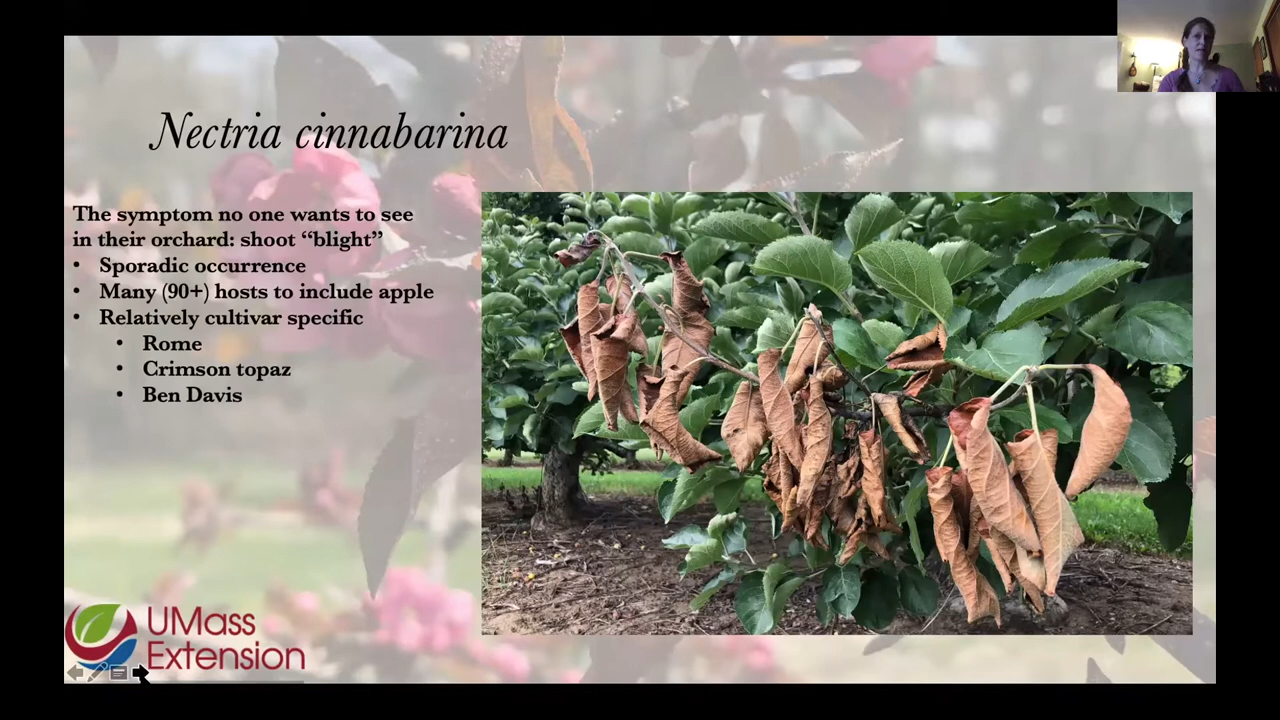 Nectria cinnabarina
The symptom no one wants to see
in their orchard: shoot “blight”
• Sporadic occurrence
• Many (90+) hosts to include apple
• Relatively cultivar specific
• Rome
• Crimson topaz
• Ben Davis
UMass
Extension